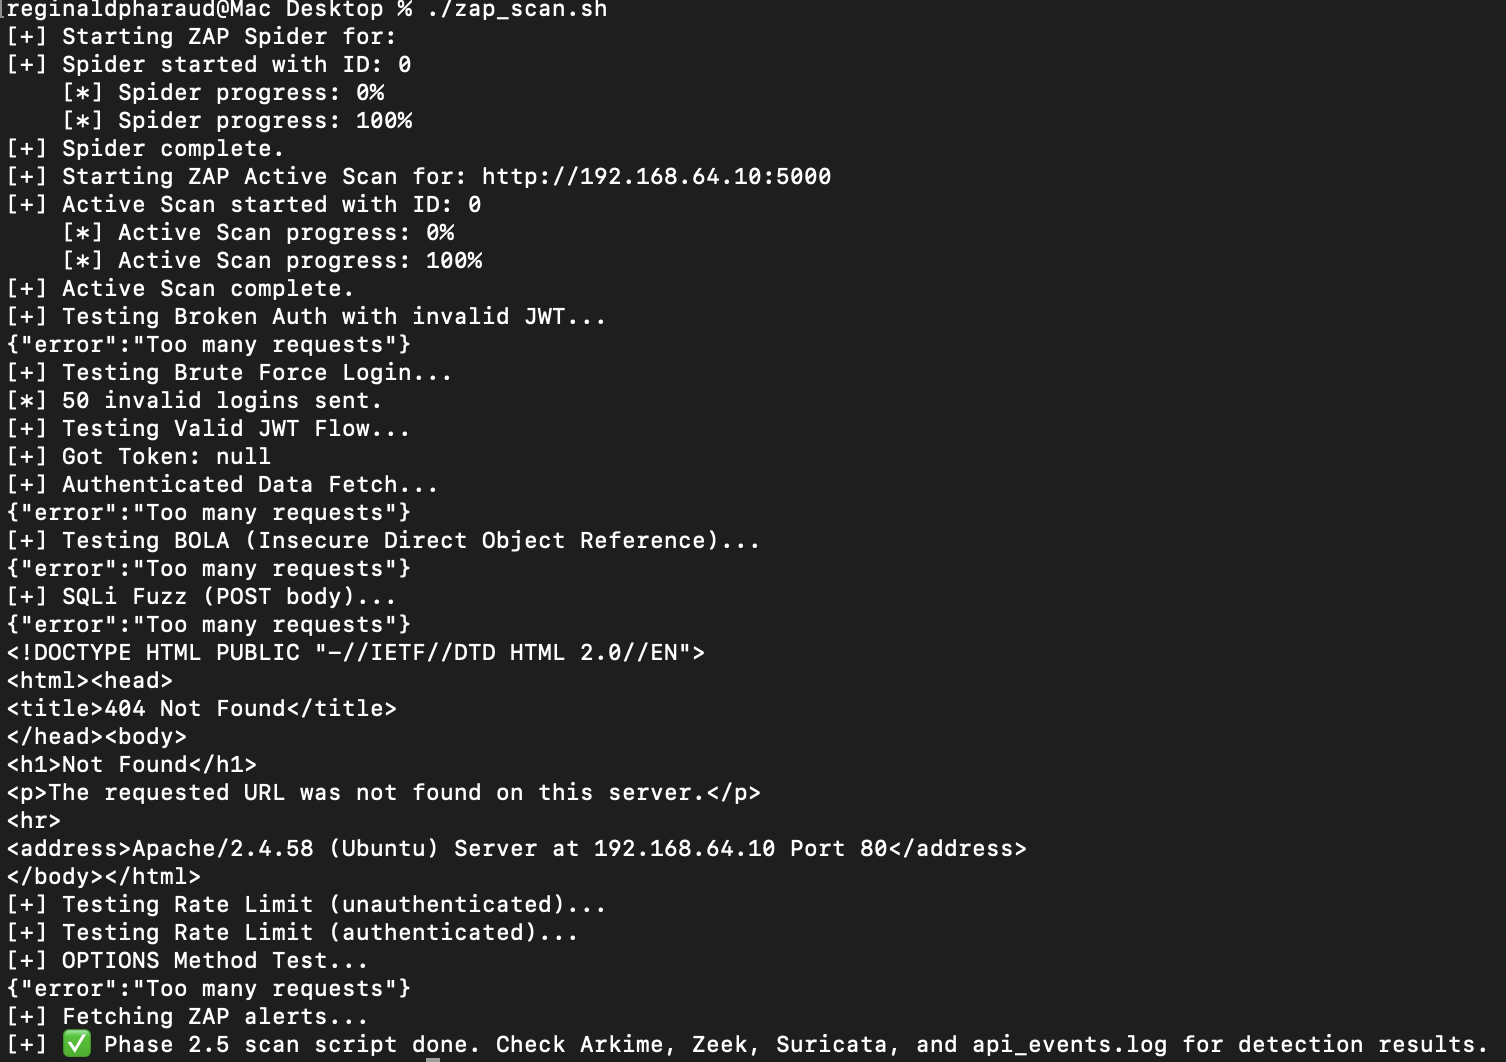 reginaldpharaud@Mac Desktop % ./zap_scan.sh
[+] Starting ZAP Spider for:
[+] Spider started with ID: 0
    [*] Spider progress: 0%
    [*] Spider progress: 100%
[+] Spider complete.
[+] Starting ZAP Active Scan for: http://192.168.64.10:5000
[+] Active Scan started with ID: 0
    [*] Active Scan progress: 0%
    [*] Active Scan progress: 100%
[+] Active Scan complete.
[+] Testing Broken Auth with invalid JWT...
{"error":"Too many requests"}
[+] Testing Brute Force Login...
[*] 50 invalid logins sent.
[+] Testing Valid JWT Flow...
[+] Got Token: null
[+] Authenticated Data Fetch...
{"error":"Too many requests"}
[+] Testing BOLA (Insecure Direct Object Reference)...
{"error":"Too many requests"}
[+] SQLi Fuzz (POST body)...
{"error":"Too many requests"}
<!DOCTYPE HTML PUBLIC "-//IETF//DTD HTML 2.0//EN">
<html><head>
<title>404 Not Found</title>
</head><body>
<h1>Not Found</h1>
<p>The requested URL was not found on this server.</p>
<hr>
<address>Apache/2.4.58 (Ubuntu) Server at 192.168.64.10 Port 80</address>
</body></html>
[+] Testing Rate Limit (unauthenticated)...
[+] Testing Rate Limit (authenticated)...
[+] OPTIONS Method Test...
{"error":"Too many requests"}
[+] Fetching ZAP alerts...
[+] ✅ Phase 2.5 scan script done. Check Arkime, Zeek, Suricata, and api_events.log for detection results.